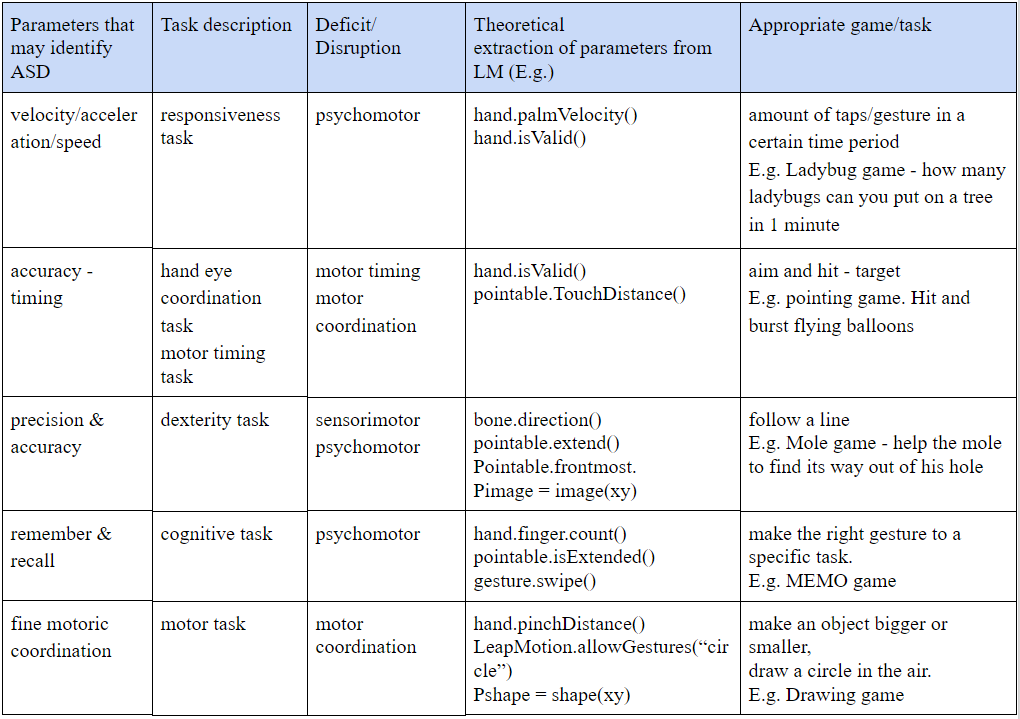 Parameters that
may identify
ASD
Task description
Deficit/
Disruption
Theoretical
extraction of parameters from
LM (E.g.)
Appropriate game/task
velocity/acceler
ation/speed
responsiveness
task
psychomotor
hand.palmVelocity()
hand.isValid()
amount of taps/gesture in a
certain time period
E.g. Ladybug game - how many
ladybugs can you put on a tree
in 1 minute
accuracy -
timing
hand eye
coordination
task
motor timing
task
motor timing
motor
coordination
hand.isValid()
pointable.TouchDistance()
aim and hit - target
E.g. pointing game. Hit and
burst flying balloons
precision &
accuracy
dexterity task
sensorimotor
psychomotor
bone.direction()
pointable.extend()
Pointable.frontmost.
Pimage = image(xy)
follow a line
E.g. Mole game - help the mole
to find its way out of his hole
remember &
recall
cognitive task
psychomotor
hand.finger.count()
pointable.isExtended()
gesture.swipe()
make the right gesture to a
specific task.
E.g. MEMO game
fine motoric
coordination
motor task
motor
coordination
hand.pinchDistance()
LeapMotion.allowGestures(“cir
cle”)
Pshape = shape(xy)
make an object bigger or
smaller,
draw a circle in the air.
E.g. Drawing game